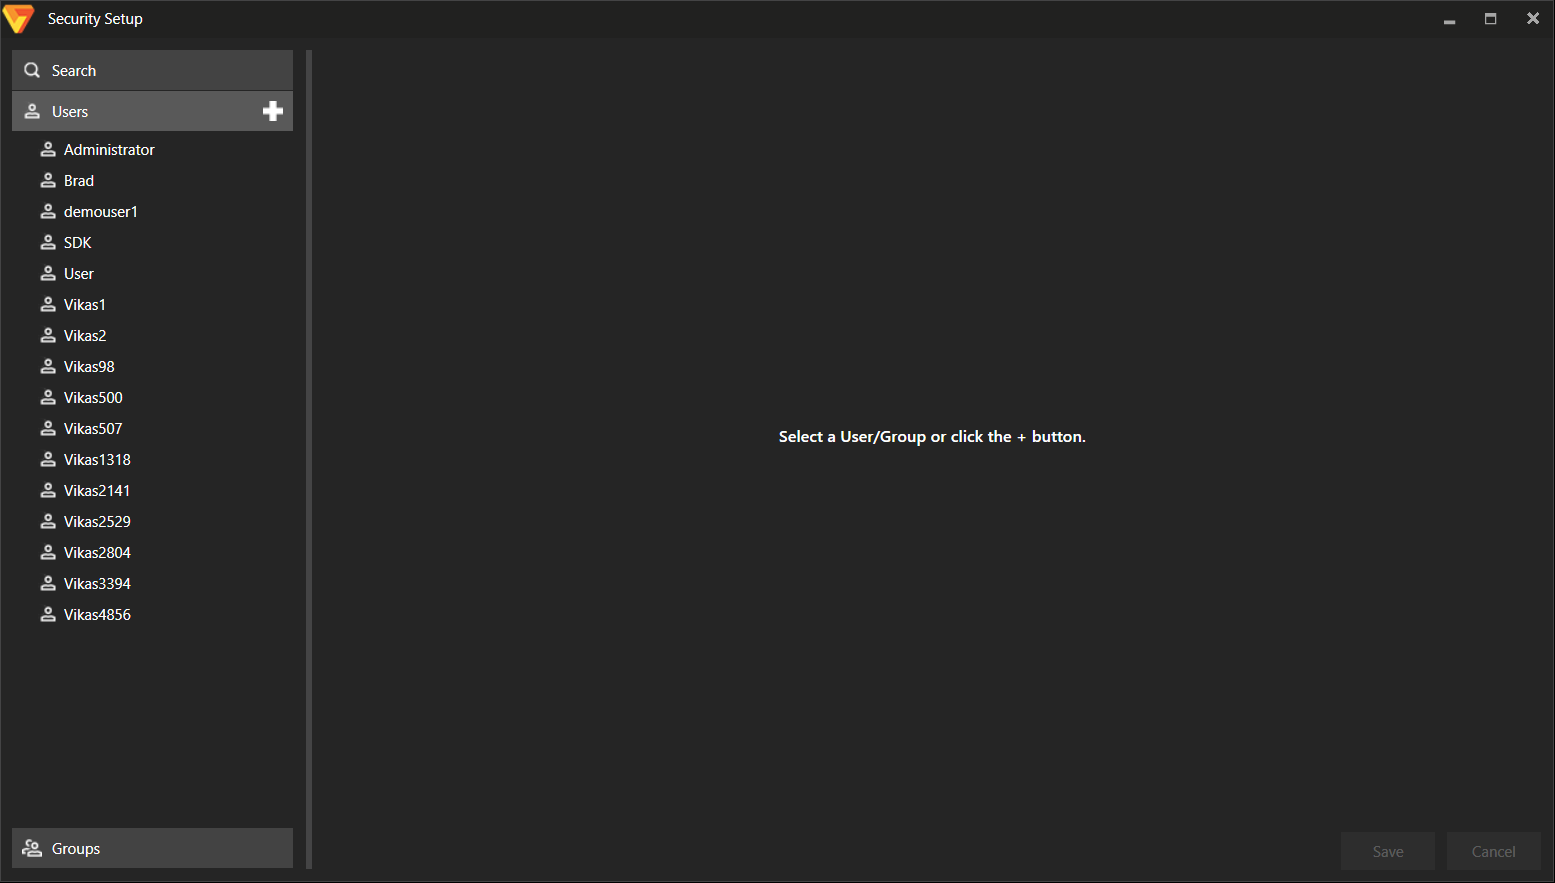 Security Setup
Search
Users
Administrator
Brad
demouser1
SDK
User
Vikas1
Vikas2
Vikas98
Vikas500
Vikas507
Vikas1318
Vikas2141
Vikas2529
Vikas2804
Vikas3394
Vikas4856
Groups
Select a User/Group or click the + button.
Save
Cancel